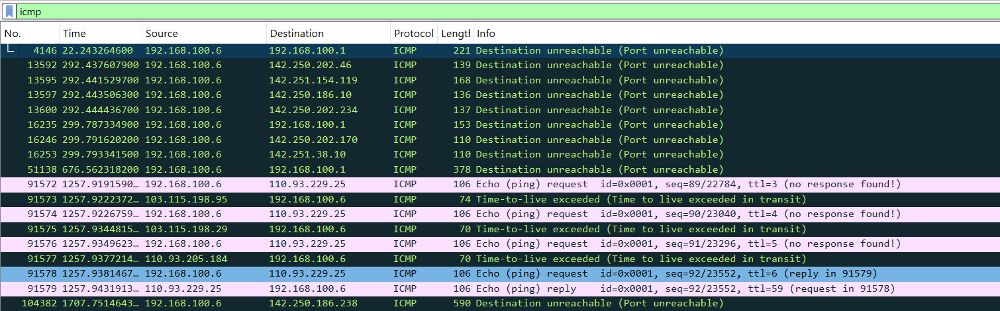 icmp
No. Time Source Destination Protocol Length Info
4146 22.243264600 192.168.100.6 192.168.100.1 ICMP 221 Destination unreachable (Port unreachable)
13592 292.437607900 192.168.100.6 142.250.202.46 ICMP 139 Destination unreachable (Port unreachable)
13595 292.441529700 192.168.100.6 142.251.154.119 ICMP 168 Destination unreachable (Port unreachable)
13597 292.443506300 192.168.100.6 142.250.186.10 ICMP 136 Destination unreachable (Port unreachable)
13600 292.444436700 192.168.100.6 142.250.202.234 ICMP 137 Destination unreachable (Port unreachable)
16235 299.787334900 192.168.100.6 192.168.100.1 ICMP 153 Destination unreachable (Port unreachable)
16246 299.791620200 192.168.100.6 142.250.202.170 ICMP 110 Destination unreachable (Port unreachable)
16253 299.793341500 192.168.100.6 142.251.38.10 ICMP 110 Destination unreachable (Port unreachable)
51138 676.562318200 192.168.100.6 192.168.100.1 ICMP 378 Destination unreachable (Port unreachable)
91572 1257.9191590… 192.168.100.6 110.93.229.25 ICMP 106 Echo (ping) request id=0x0001, seq=89/22784, ttl=3 (no response found!)
91573 1257.9222372… 103.115.198.95 192.168.100.6 ICMP 74 Time-to-live exceeded (Time to live exceeded in transit)
91574 1257.9226759… 192.168.100.6 110.93.229.25 ICMP 106 Echo (ping) request id=0x0001, seq=90/23040, ttl=4 (no response found!)
91575 1257.9344815… 103.115.198.29 192.168.100.6 ICMP 70 Time-to-live exceeded (Time to live exceeded in transit)
91576 1257.9349623… 192.168.100.6 110.93.229.25 ICMP 106 Echo (ping) request id=0x0001, seq=91/23296, ttl=5 (no response found!)
91577 1257.9377214… 110.93.205.184 192.168.100.6 ICMP 70 Time-to-live exceeded (Time to live exceeded in transit)
91578 1257.9381467… 192.168.100.6 110.93.229.25 ICMP 106 Echo (ping) request id=0x0001, seq=92/23552, ttl=6 (reply in 91579)
91579 1257.9431913… 110.93.229.25 192.168.100.6 ICMP 106 Echo (ping) reply id=0x0001, seq=92/23552, ttl=59 (request in 91578)
104382 1707.7514643… 192.168.100.6 142.250.186.238 ICMP 590 Destination unreachable (Port unreachable)